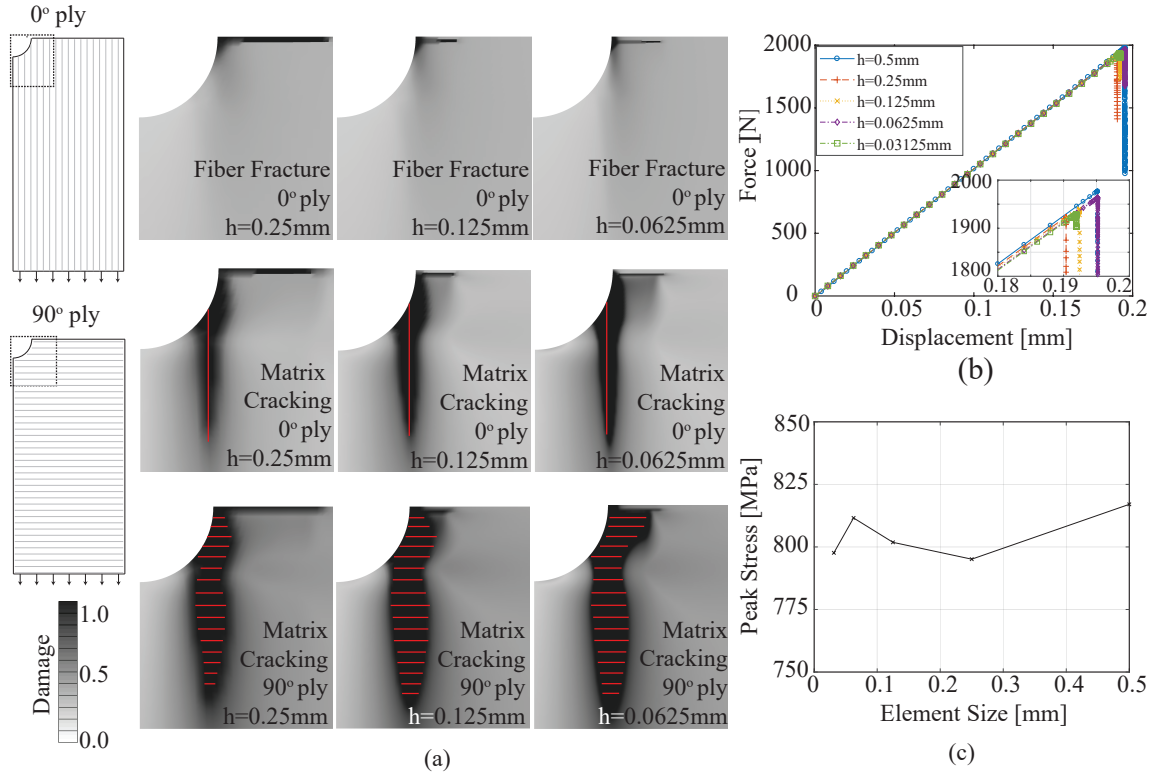 0° ply
90° ply
Damage
1.0
0.5
0.0
Fiber Fracture
0° ply
h=0.25mm
Fiber Fracture
0° ply
h=0.125mm
Fiber Fracture
0° ply
h=0.0625mm
Matrix
Cracking
0° ply
h=0.25mm
Matrix
Cracking
0° ply
h=0.125mm
Matrix
Cracking
0° ply
h=0.0625mm
Matrix
Cracking
90° ply
h=0.25mm
Matrix
Cracking
90° ply
h=0.125mm
Matrix
Cracking
90° ply
h=0.0625mm
(a)
Force [N]
2000
1500
1000
500
0
h=0.5mm
h=0.25mm
h=0.125mm
h=0.0625mm
h=0.03125mm
2000
1900
1800
0.18
0.19
0.2
0
0.05
0.1
0.15
0.2
Displacement [mm]
(b)
Peak Stress [MPa]
850
825
800
775
750
0
0.1
0.2
0.3
0.4
0.5
Element Size [mm]
(c)